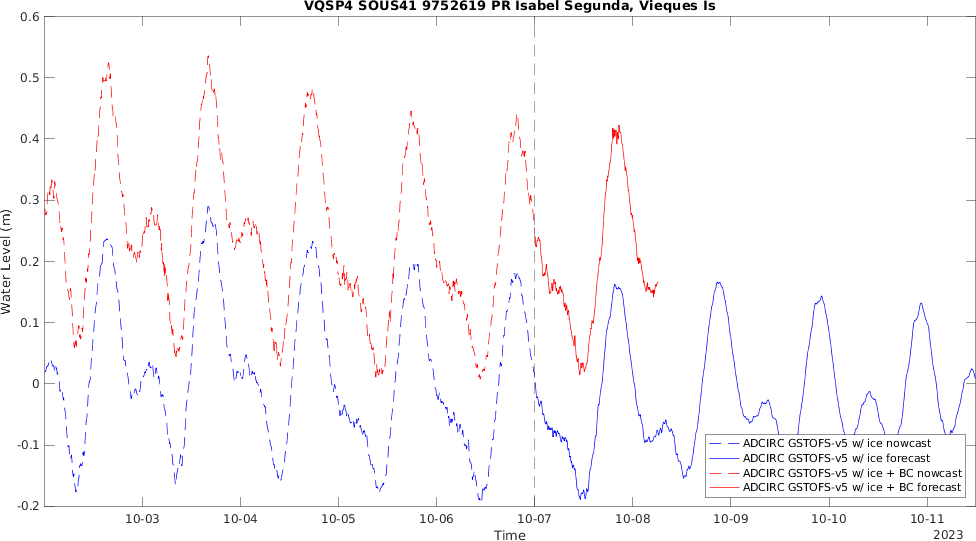 VQSP4 SOUS41 9752619 PR Isabel Segunda, Vieques Is
0.6
0.5
0.4
0.3
0.2
0.1
0
-0.1
-0.2
Water Level (m)
10-03 10-04 10-05 10-06 10-07 10-08 10-09 10-10 10-11
Time
2023
ADCIRC GSTOFS-v5 w/ ice nowcast
ADCIRC GSTOFS-v5 w/ ice forecast
ADCIRC GSTOFS-v5 w/ ice + BC nowcast
ADCIRC GSTOFS-v5 w/ ice + BC forecast